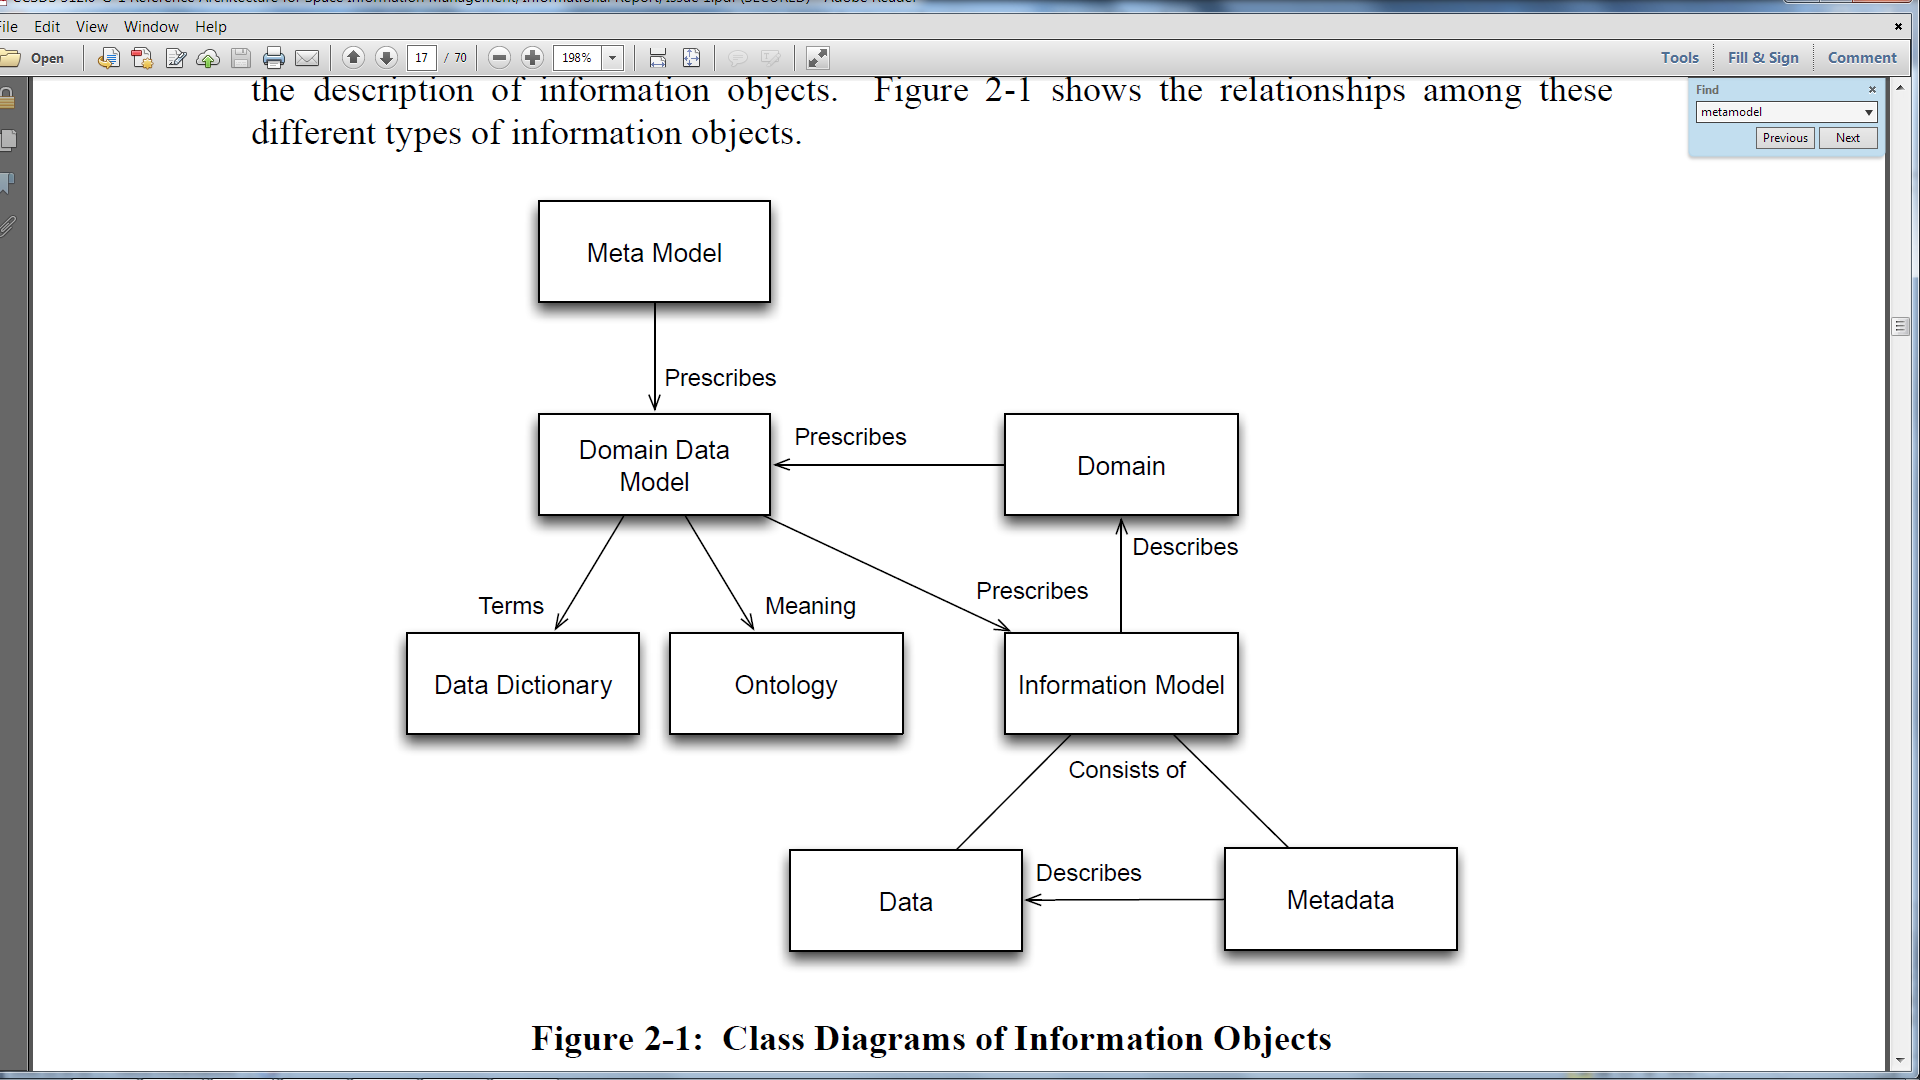 File Edit View Window Help
Open 17 / 70 198% Tools Fill & Sign Comment
Find
metamodel
Previous Next
the description of information objects. Figure 2-1 shows the relationships among these
different types of information objects.
Meta Model
Prescribes
Domain Data
Model
Prescribes
Domain
Describes
Prescribes
Terms
Meaning
Data Dictionary
Ontology
Information Model
Consists of
Data
Describes
Metadata
Figure 2-1: Class Diagrams of Information Objects